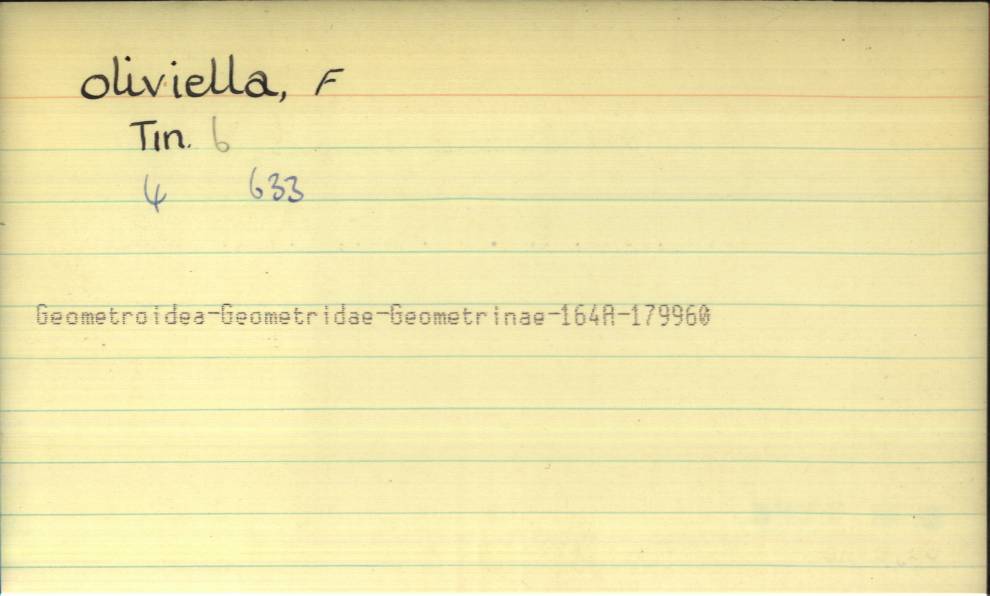 oliviella, F
Tin. 6
4 633
Geometroidea-Geometridae-Geometrinae-164A-179960